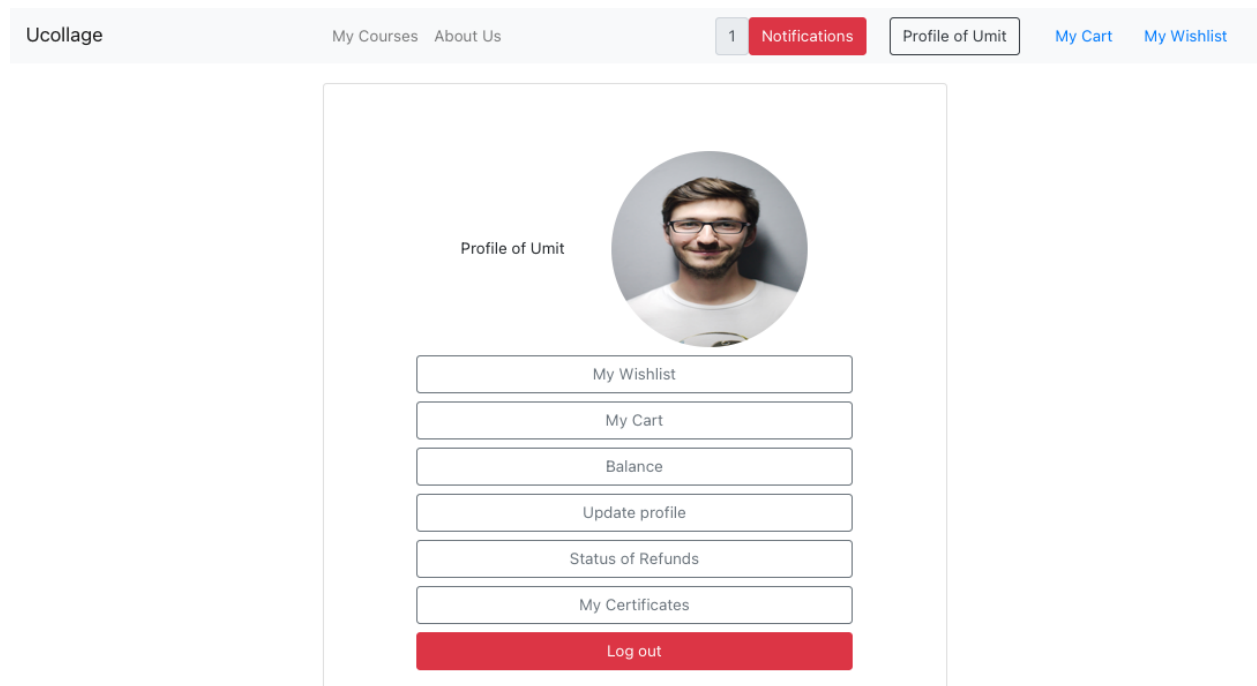 Ucollage My Courses About Us 1 Notifications Profile of Umit My Cart My Wishlist
Profile of Umit
My Wishlist
My Cart
Balance
Update profile
Status of Refunds
My Certificates
Log out